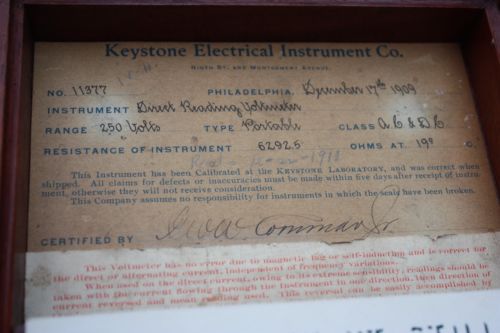 Keystone Electrical Instrument Co.
Ninth St. and Montgomery Avenue.
No. 11377 PHILADELPHIA, December 17th 1909
INSTRUMENT Direct Reading Voltmeter
RANGE 250 Volts TYPE Portable CLASS A.C & D.C
RESISTANCE OF INSTRUMENT 62925 OHMS AT 19° C.
1911
This Instrument has been Calibrated at the KEYSTONE LABORATORY, and was correct when
shipped. All claims for defects or inaccuracies must be made within five days after receipt of instru-
ment, otherwise they will not receive consideration.
This Company assumes no responsibility for instruments in which the seals have been broken.
CERTIFIED BY
This Voltmeter has no error due to magnetic lag or self-induction and is correct for
the direct or alternating current, independent of frequency variations.
When used on the direct current, owing to its extreme sensibility, readings should be
taken with the current flowing through the Instrument in one direction, then direction of
current reversed and mean reading used. This reversal can be easily accomplished by